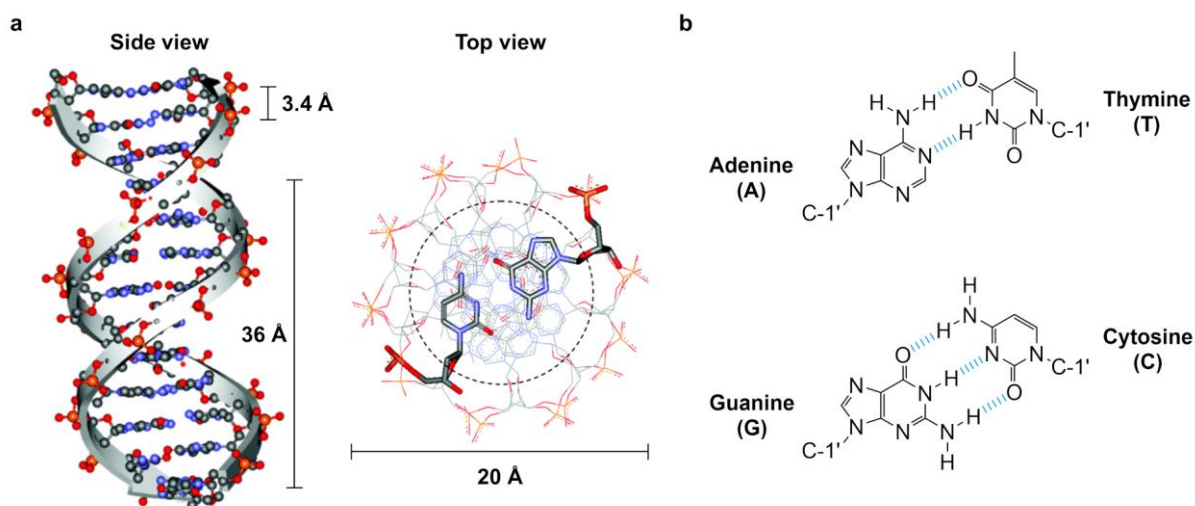 a
Side view
Top view
3.4 Å
36 Å
20 Å
b
Adenine
(A)
Thymine
(T)
H
H
O
N
N
H
N
N
O
N
C-1'
N
N
N
C-1'
Guanine
(G)
Cytosine
(C)
H
N
H
O
N
N
C-1'
N
H
O
N
N
N
N
H
H
C-1'